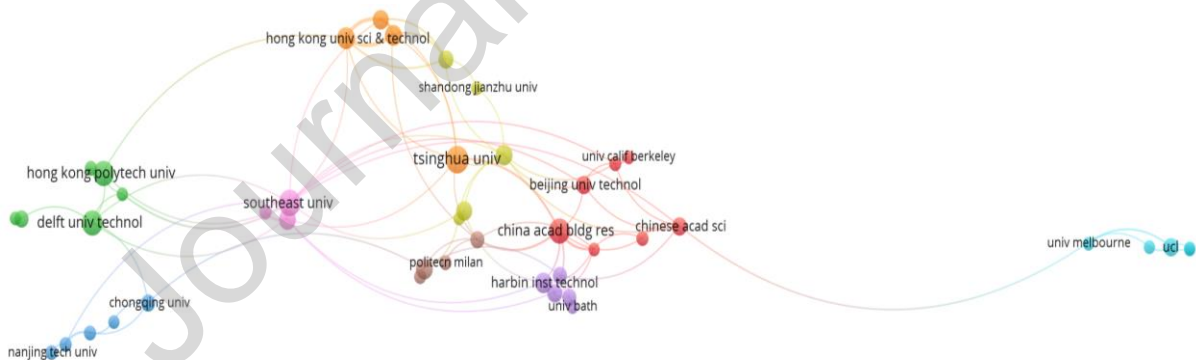 hong kong univ sci & technol
shandong jianzhu univ
tsinghua univ
univ calif berkeley
hong kong polytech univ
beijing univ technol
southeast univ
delft univ technol
china acad bldg res
chinese acad sci
univ melbourne
ucl
politecn milan
harbin inst technol
chongqing univ
univ bath
nanjing tech univ
Journal